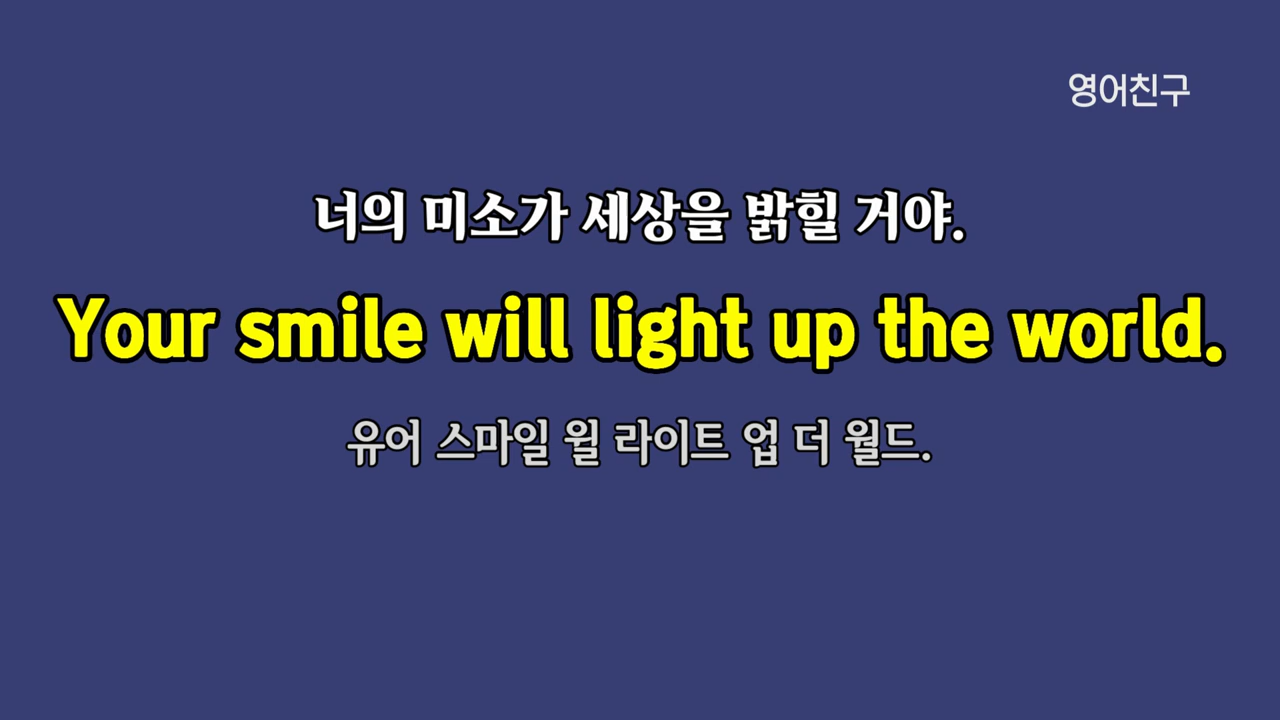 영어친구
너의 미소가 세상을 밝힐 거야.
Your smile will light up the world.
유어 스마일 윌 라이트 업 더 월드.